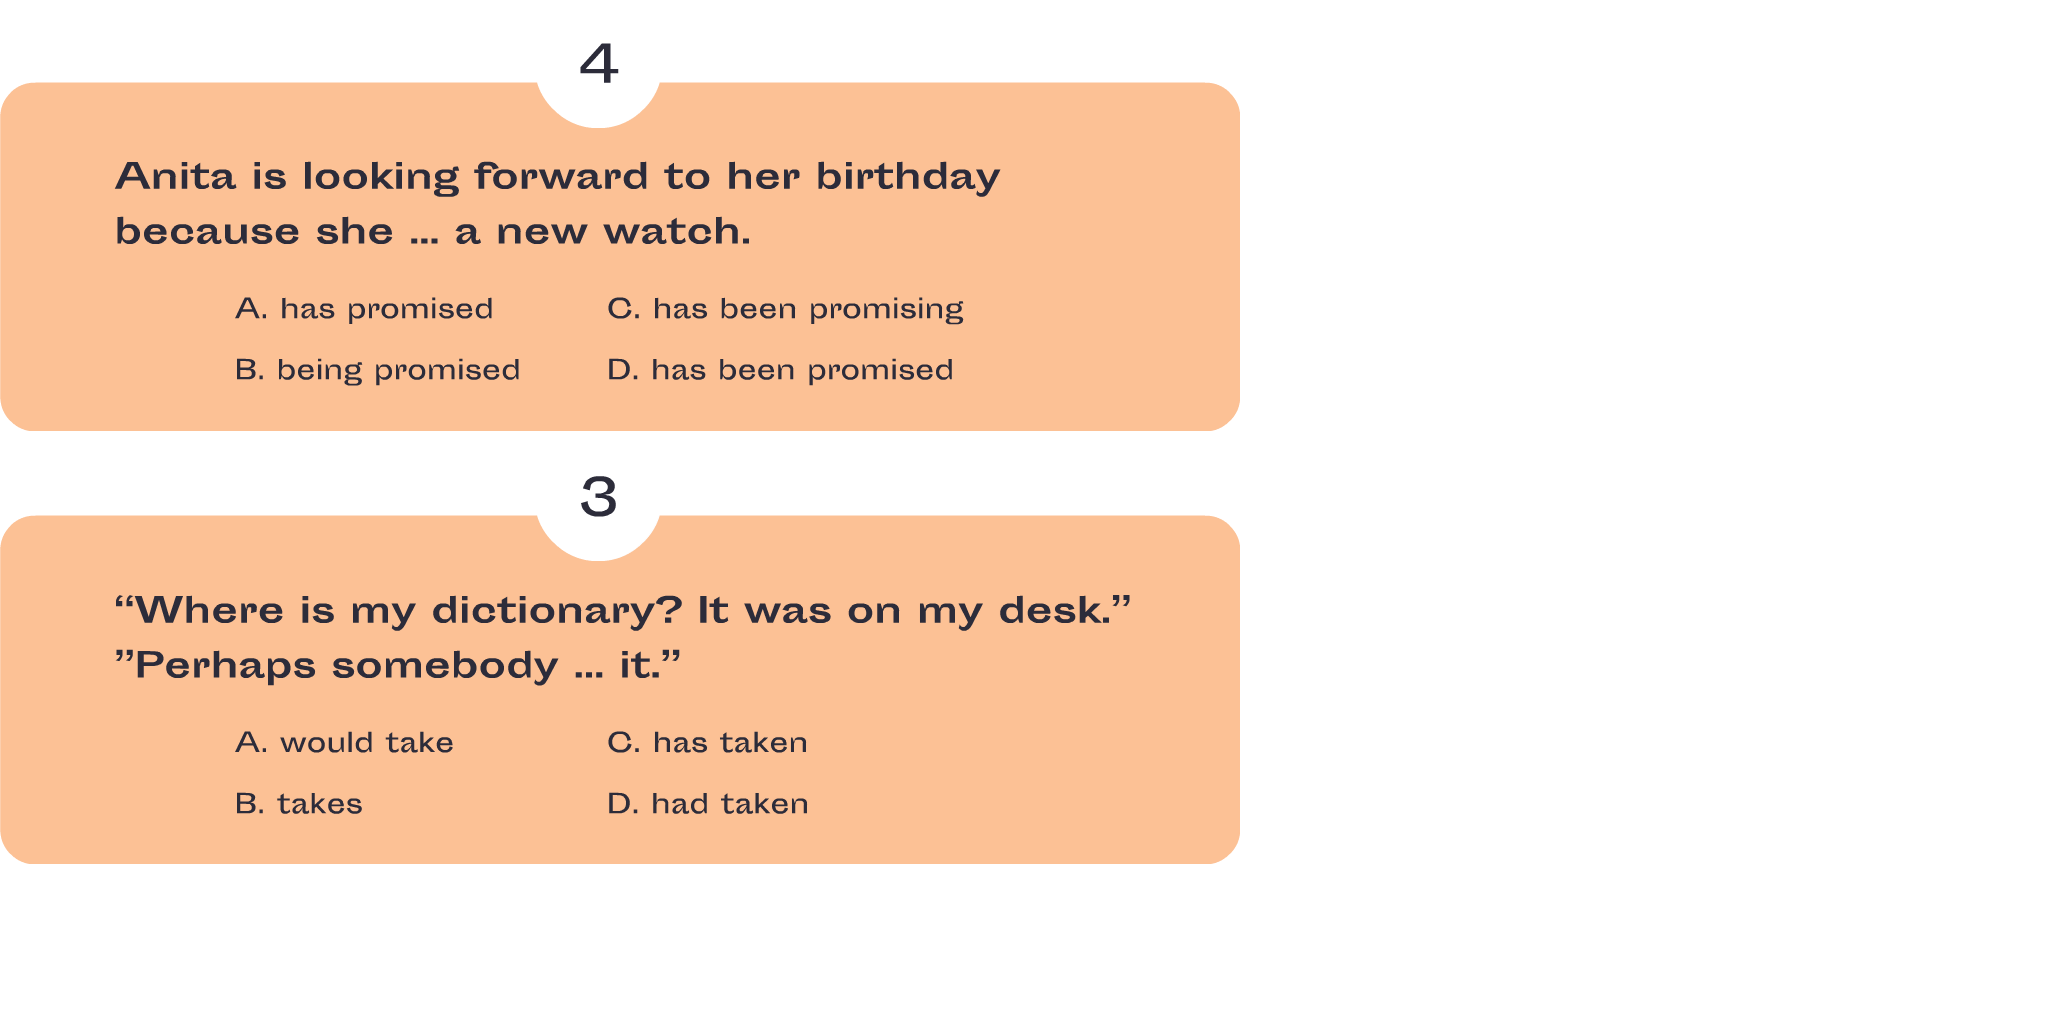 4
Anita is looking forward to her birthday
because she ... a new watch.
A. has promised
C. has been promising
B. being promised
D. has been promised
3
“Where is my dictionary? It was on my desk.”
”Perhaps somebody ... it.”
A. would take
C. has taken
B. takes
D. had taken